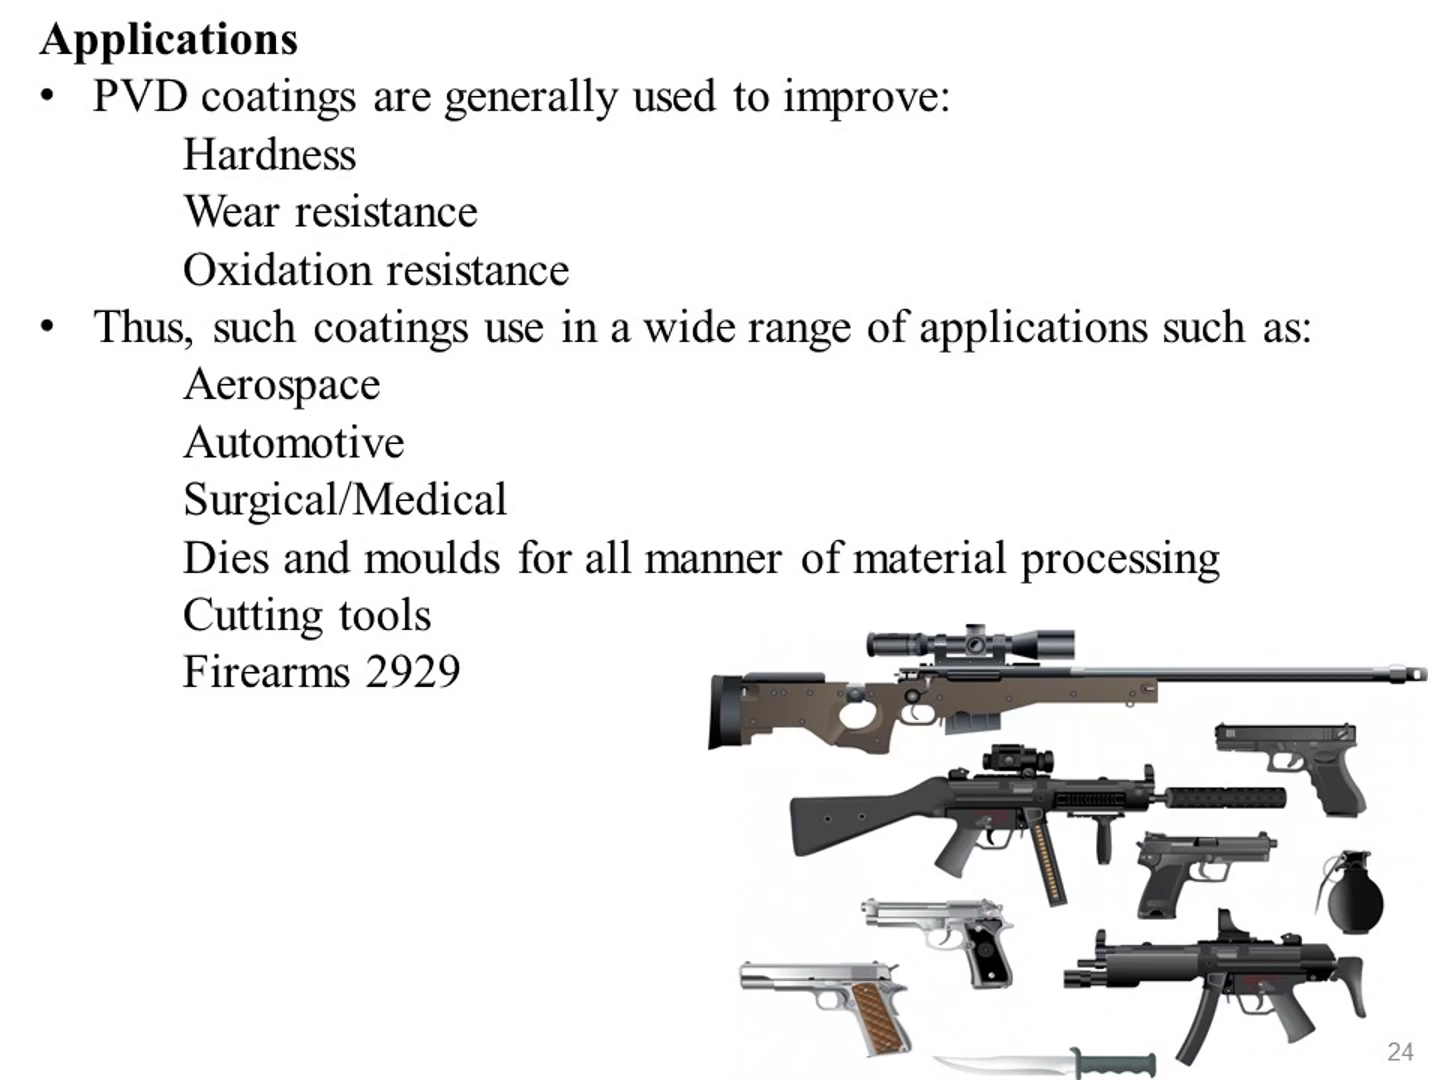 Applications
• PVD coatings are generally used to improve:
Hardness
Wear resistance
Oxidation resistance
• Thus, such coatings use in a wide range of applications such as:
Aerospace
Automotive
Surgical/Medical
Dies and moulds for all manner of material processing
Cutting tools
Firearms 2929
24